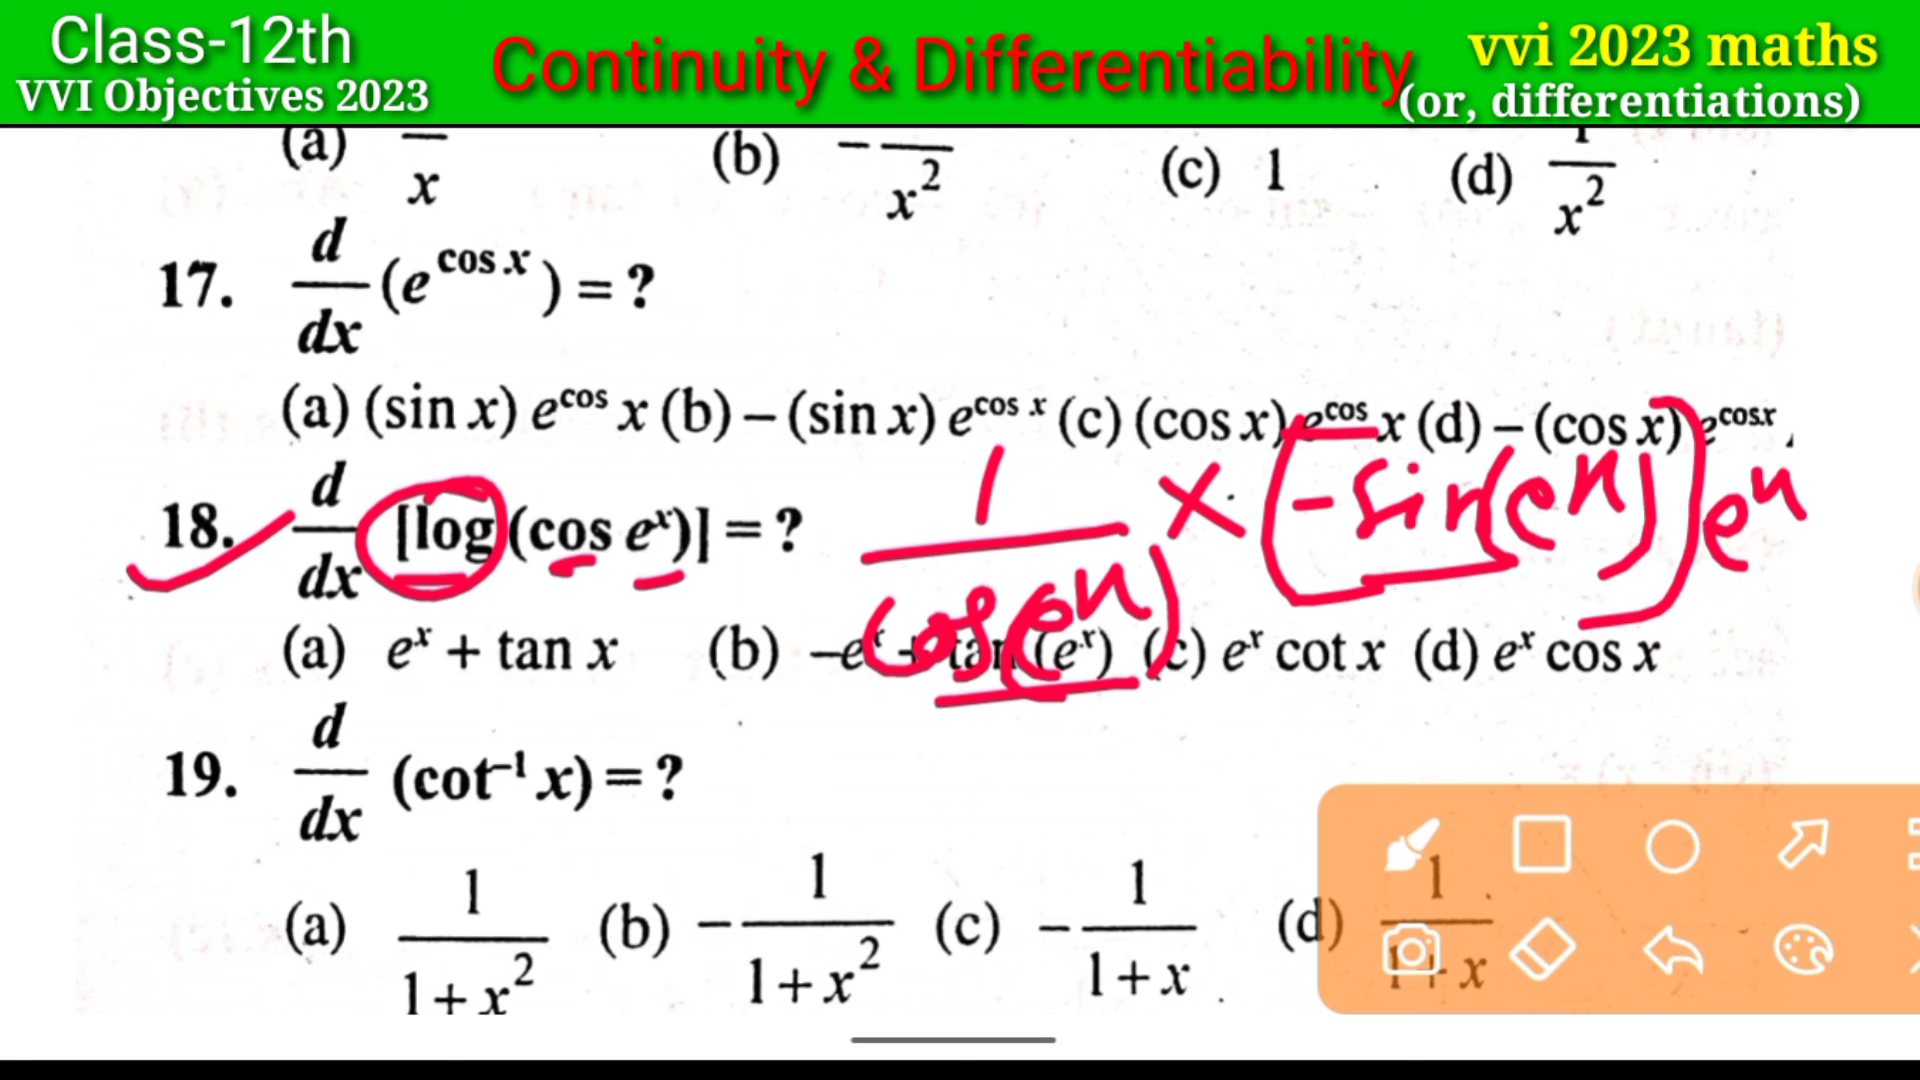 Class-12th
VVI Objectives 2023
Continuity & Differentiability
vvi 2023 maths
(or, differentiations)
(a) — x (b) – — x² (c) 1 (d) 1/x²
17. d/dx (e^cos x) = ?
(a) (sin x) e^cos x (b) – (sin x) e^cos x (c) (cos x) e^cos x (d) – (cos x) e^cosx
18. d/dx [log (cos e^x)] = ?
1/cos(e^x) × (-sin(e^x)) e^x
(a) e^x + tan x (b) –e^x + tan (e^x) (c) e^x cot x (d) e^x cos x
19. d/dx (cot⁻¹ x) = ?
(a) 1/(1+x²) (b) – 1/(1+x²) (c) – 1/(1+x) (d) 1/(1+x)